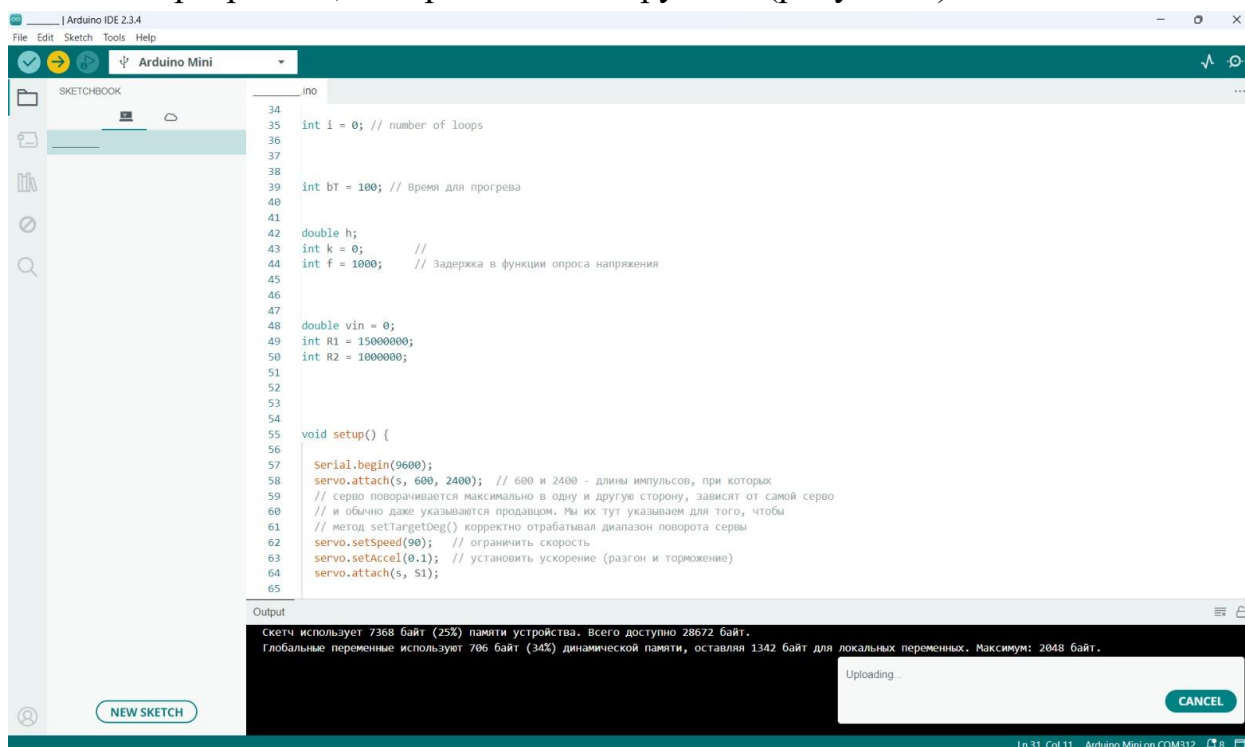 _______ | Arduino IDE 2.3.4
File Edit Sketch Tools Help
Arduino Mini
SKETCHBOOK
_______.ino
34
35 int i = 0; // number of loops
36
37
38
39 int bT = 100; // Время для прогрева
40
41
42 double h;
43 int k = 0; //
44 int f = 1000; // Задержка в функции опроса напряжения
45
46
47
48 double vin = 0;
49 int R1 = 15000000;
50 int R2 = 1000000;
51
52
53
54
55 void setup() {
56
57 Serial.begin(9600);
58 servo.attach(s, 600, 2400); // 600 и 2400 - длины импульсов, при которых
59 // серво поворачивается максимально в одну и другую сторону, зависят от самой серво
60 // и обычно даже указываются продавцом. Мы их тут указываем для того, чтобы
61 // метод setTargetDeg() корректно отрабатывал диапазон поворота сервы
62 servo.setSpeed(90); // ограничить скорость
63 servo.setAccel(0.1); // установить ускорение (разгон и торможение)
64 servo.attach(s, S1);
65
Output
Скетч использует 7368 байт (25%) памяти устройства. Всего доступно 28672 байт.
Глобальные переменные используют 706 байт (34%) динамической памяти, оставляя 1342 байт для локальных переменных. Максимум: 2048 байт.
Uploading...
CANCEL
NEW SKETCH
Ln 31, Col 11 Arduino Mini on COM312 8